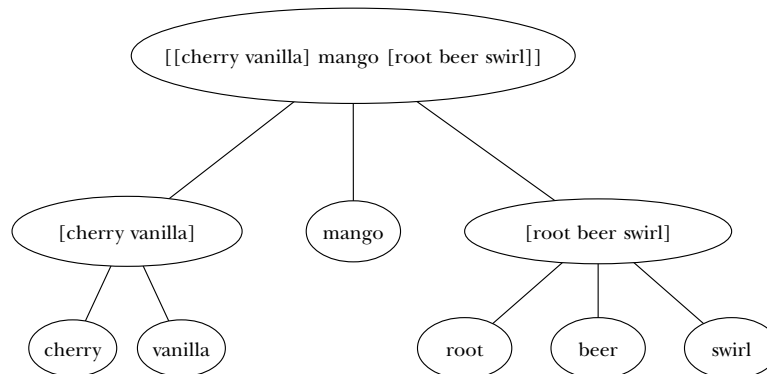 [[cherry vanilla] mango [root beer swirl]]
[cherry vanilla]
mango
[root beer swirl]
cherry
vanilla
root
beer
swirl